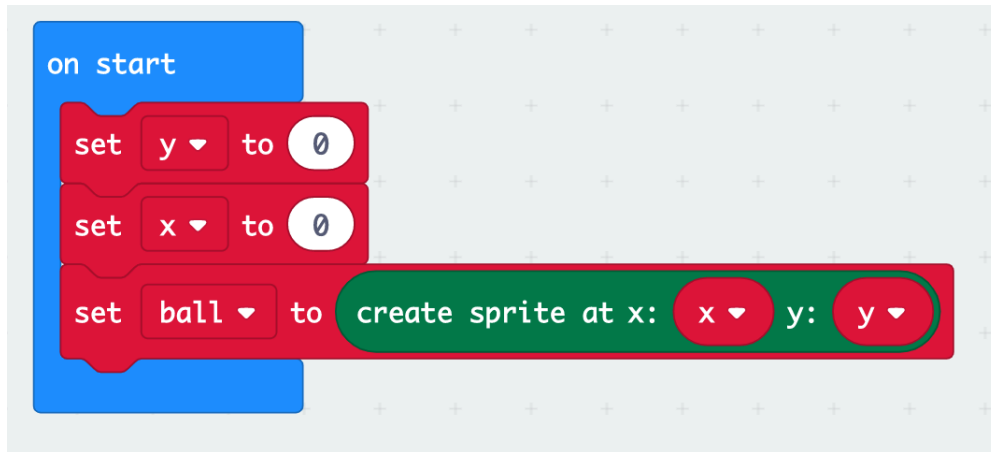 on start
set y to 0
set x to 0
set ball to create sprite at x: x y: y